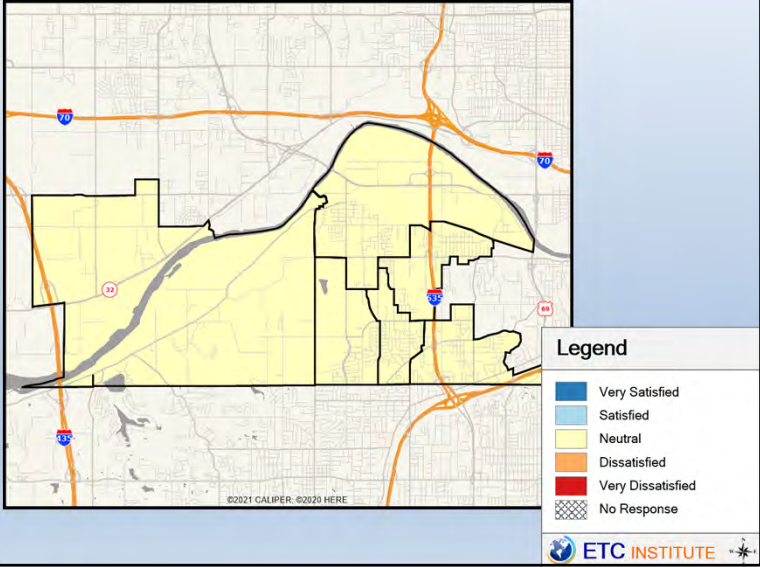 70
70
32
635
69
435
©2021 CALIPER; ©2020 HERE
Legend
Very Satisfied
Satisfied
Neutral
Dissatisfied
Very Dissatisfied
No Response
ETC INSTITUTE